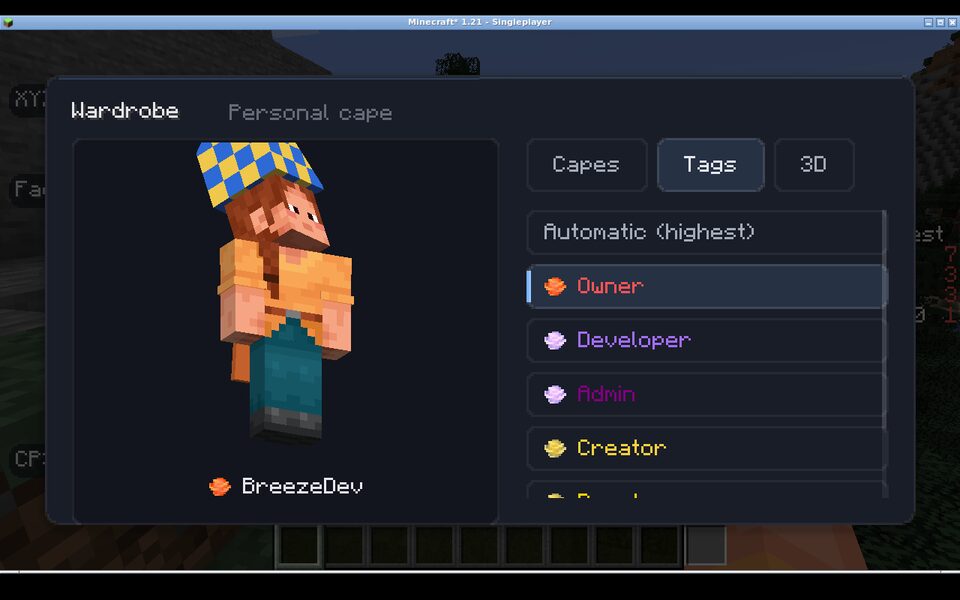 Minecraft* 1.21 - Singleplayer
Wardrobe
Personal cape
Capes
Tags
3D
Automatic (highest)
Owner
Developer
Admin
Creator
BreezeDev